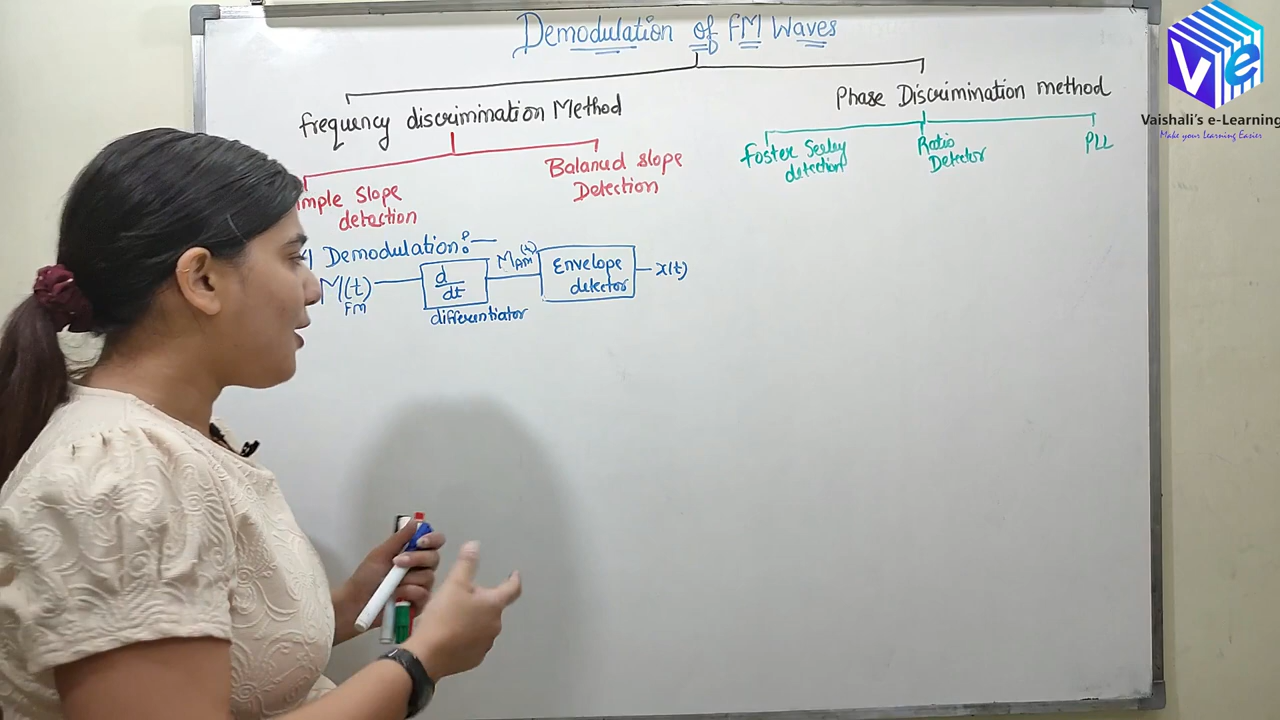 Demodulation of FM Waves
frequency discrimination Method
Phase Discrimination method
imple Slope
detection
Balanced slope
Detection
Foster Seeley
detection
Ratio
Detector
PLL
Demodulation:-
M(t)
FM
d
dt
differentiator
M AM (t)
Envelope
detector
x(t)
Ve
Vaishali's e-Learning
Make your Learning Easier